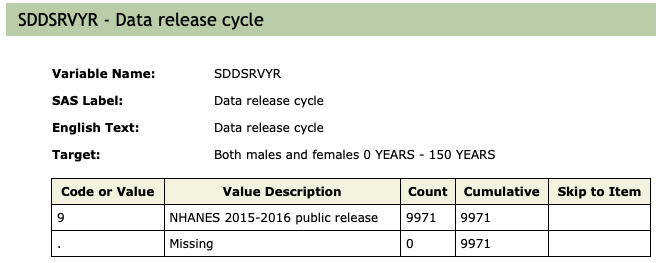 SDDSRVYR - Data release cycle
Variable Name: SDDSRVYR
SAS Label: Data release cycle
English Text: Data release cycle
Target: Both males and females 0 YEARS - 150 YEARS
Code or Value Value Description Count Cumulative Skip to Item
9 NHANES 2015-2016 public release 9971 9971
. Missing 0 9971